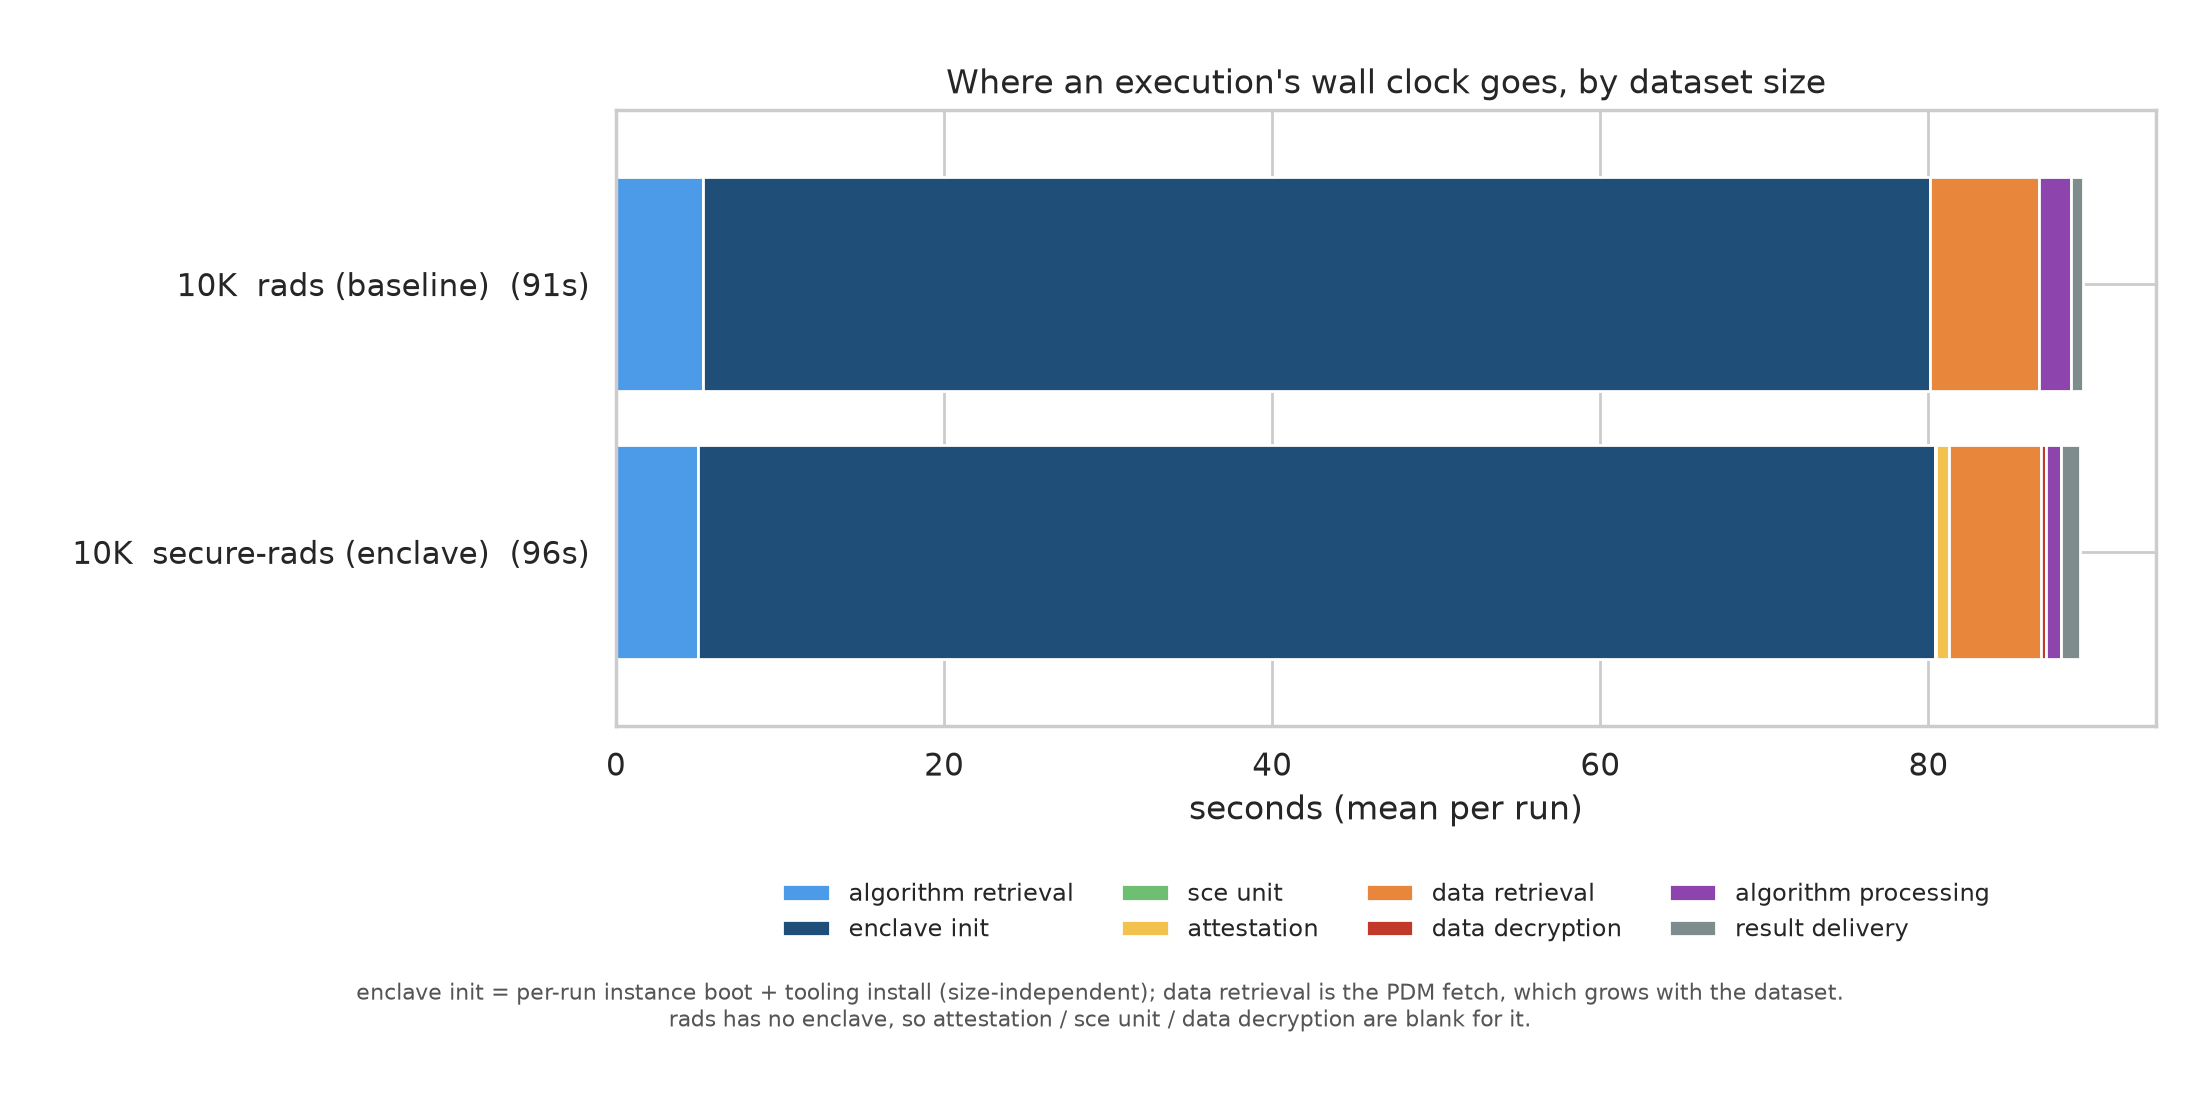 Where an execution's wall clock goes, by dataset size
10K  rads (baseline)  (91s)
10K  secure-rads (enclave)  (96s)
0 20 40 60 80
seconds (mean per run)
algorithm retrieval sce unit data retrieval algorithm processing
enclave init attestation data decryption result delivery
enclave init = per-run instance boot + tooling install (size-independent); data retrieval is the PDM fetch, which grows with the dataset.
rads has no enclave, so attestation / sce unit / data decryption are blank for it.